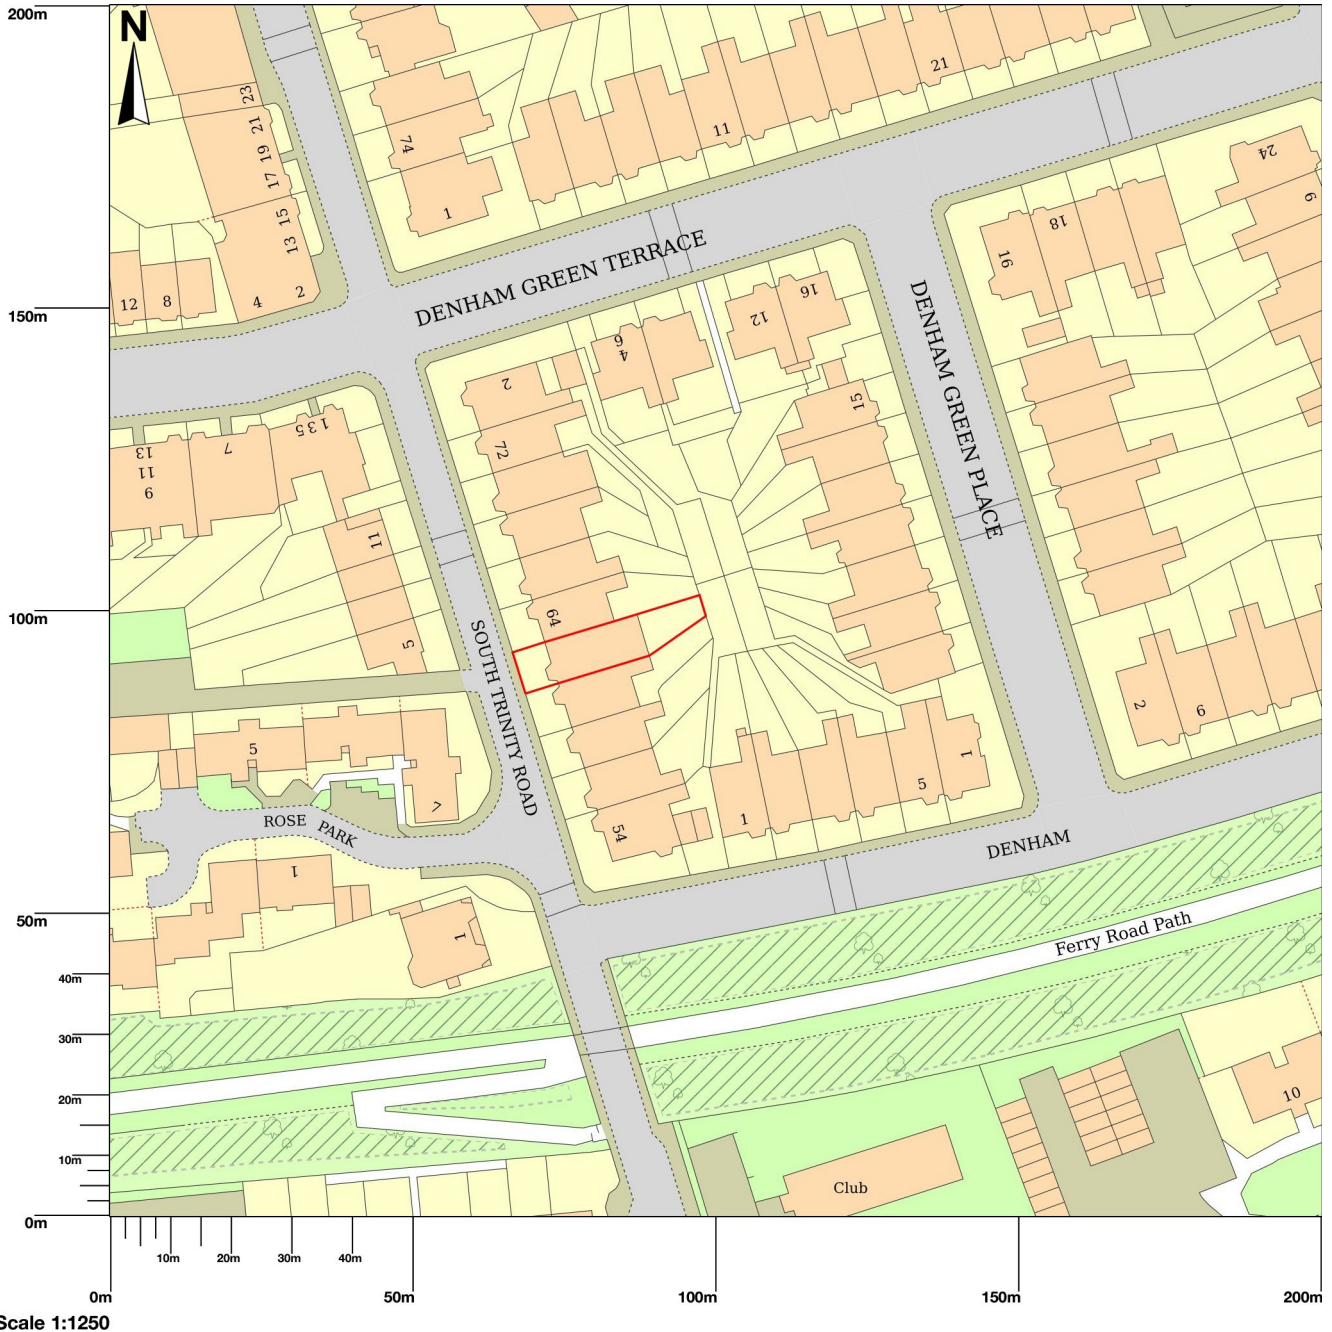 200m
N
23
21
19
17
15
13
2
4
8
12
74
1
11
21
DENHAM GREEN TERRACE
24
9
18
16
150m
16
12
6
4
2
72
15
DENHAM GREEN PLACE
1 3 5
7
13
11
9
11
5
100m
64
SOUTH TRINITY ROAD
2
6
5
7
ROSE PARK
1
54
1
5
1
DENHAM
1
Ferry Road Path
50m
40m
30m
20m
10m
0m
10
Club
10m
20m
30m
40m
0m
50m
100m
150m
200m
Scale 1:1250